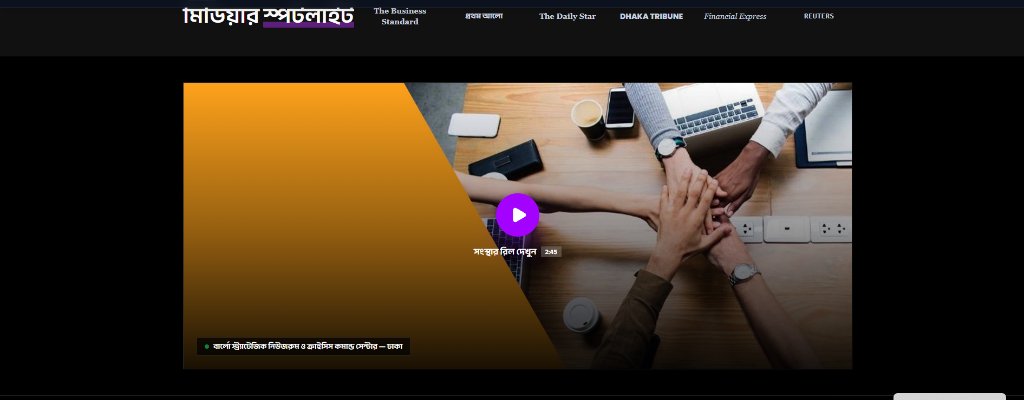 মিডিয়ার স্পটলাইট
The Business
Standard
প্রথম আলো
The Daily Star
DHAKA TRIBUNE
Financial Express
REUTERS
সংস্থার রিল দেখুন 2:45
বার্লো স্ট্র্যাটেজিক নিউজরুম ও ক্রাইসিস কমান্ড সেন্টার — ঢাকা